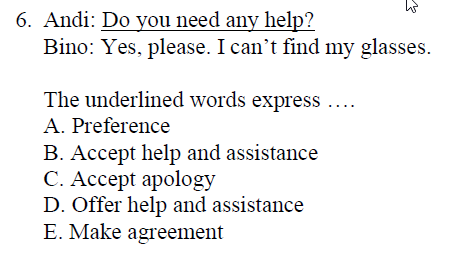 6. Andi: Do you need any help?
Bino: Yes, please. I can't find my glasses.
The underlined words express ….
A. Preference
B. Accept help and assistance
C. Accept apology
D. Offer help and assistance
E. Make agreement